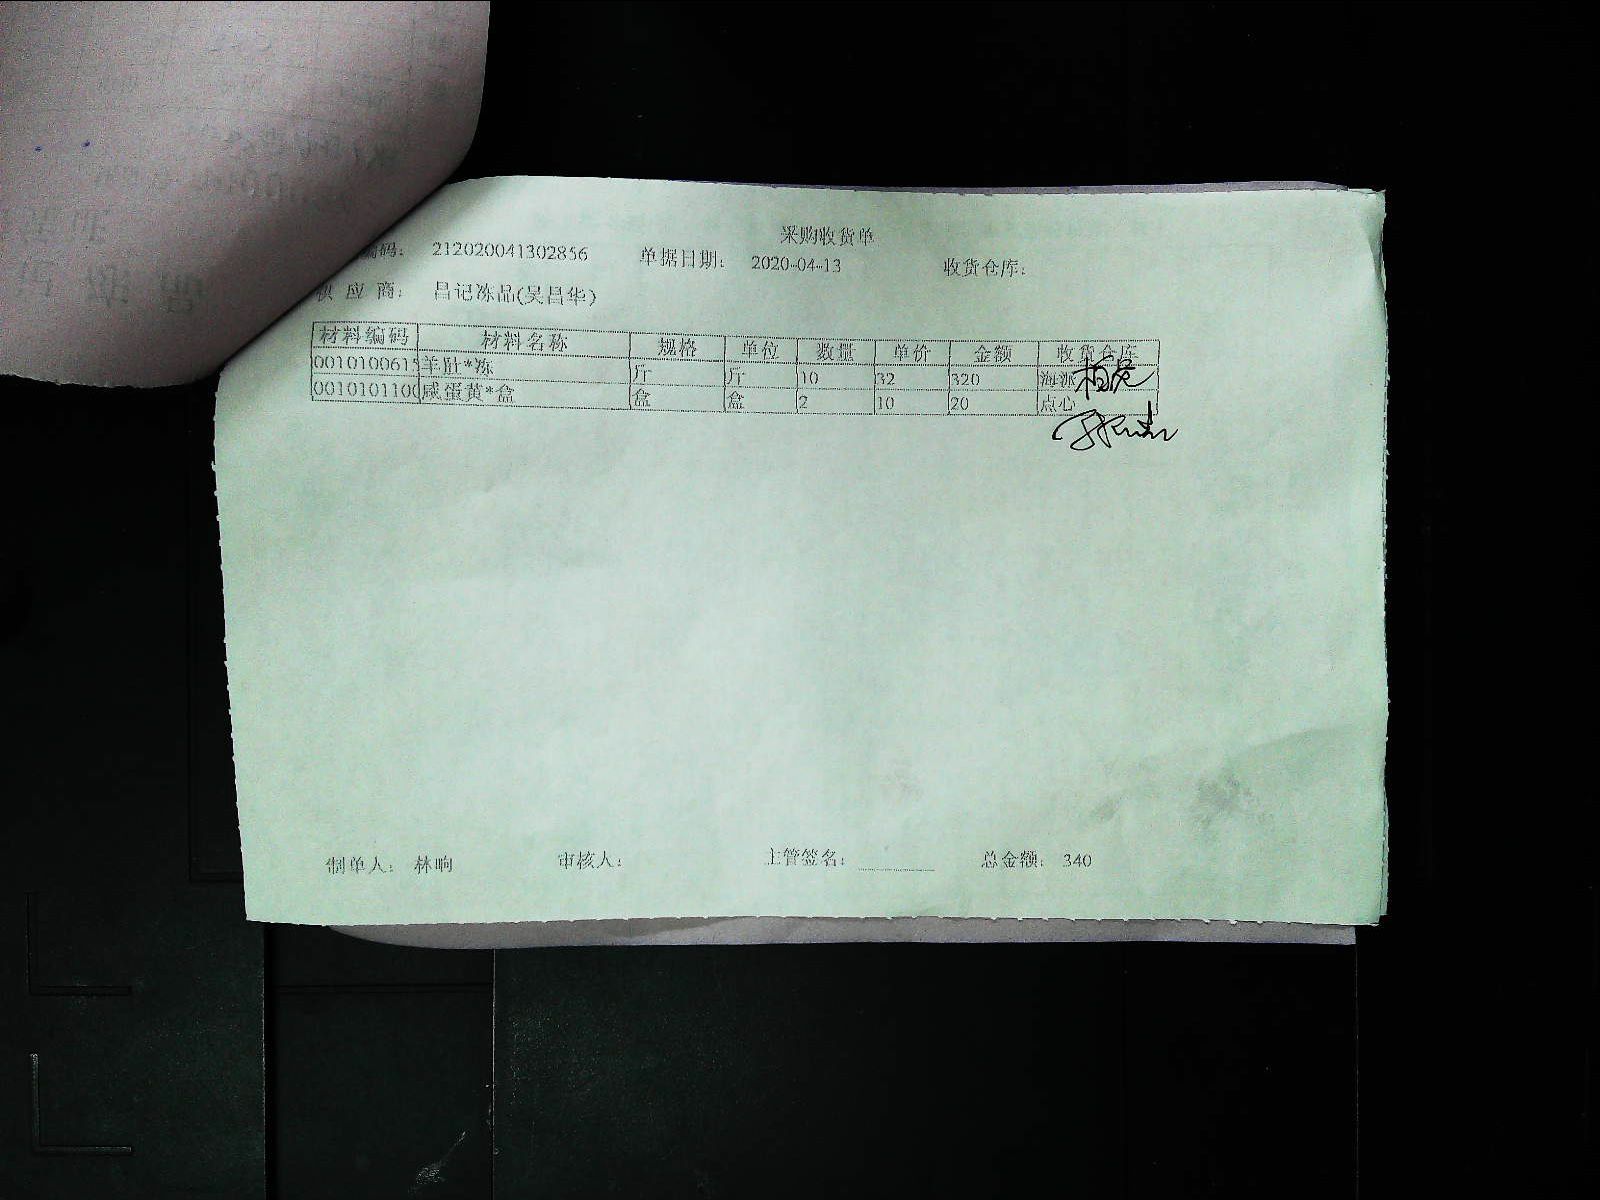 采购收货单
编码： 212020041302856 单据日期： 2020-04-13 收货仓库：
供 应 商： 昌记冻品(吴昌华)
材料编码 材料名称 规格 单位 数量 单价 金额 收货仓库
0010100615 羊肚*冻 斤 斤 10 32 320 海派
0010101100 咸蛋黄*盒 盒 盒 2 10 20 点心
制单人： 林晌 审核人： 主管签名： 总金额： 340